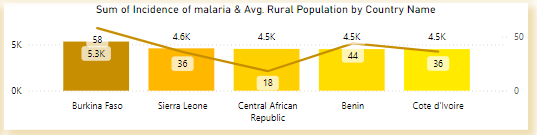 Sum of Incidence of malaria & Avg. Rural Population by Country Name
58 4.6K 4.5K 4.5K 4.5K 50
5K
5.3K 36 18 44 36
0K 0
Burkina Faso Sierra Leone Central African Benin Cote d'Ivoire
Republic